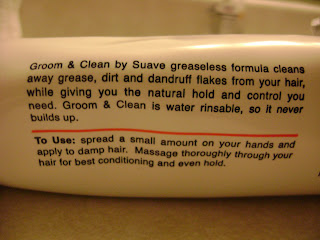 Groom & Clean by Suave greaseless formula cleans
away grease, dirt and dandruff flakes from your hair,
while giving you the natural hold and control you
need. Groom & Clean is water rinsable, so it never
builds up.
To Use: spread a small amount on your hands and
apply to damp hair. Massage thoroughly through your
hair for best conditioning and even hold.